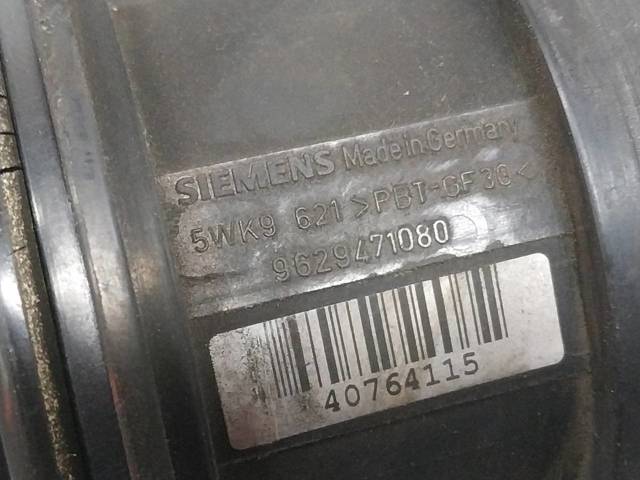 SIEMENS Made in Germany
5WK9 621 >PBT-GF30<
9629471080
40764115